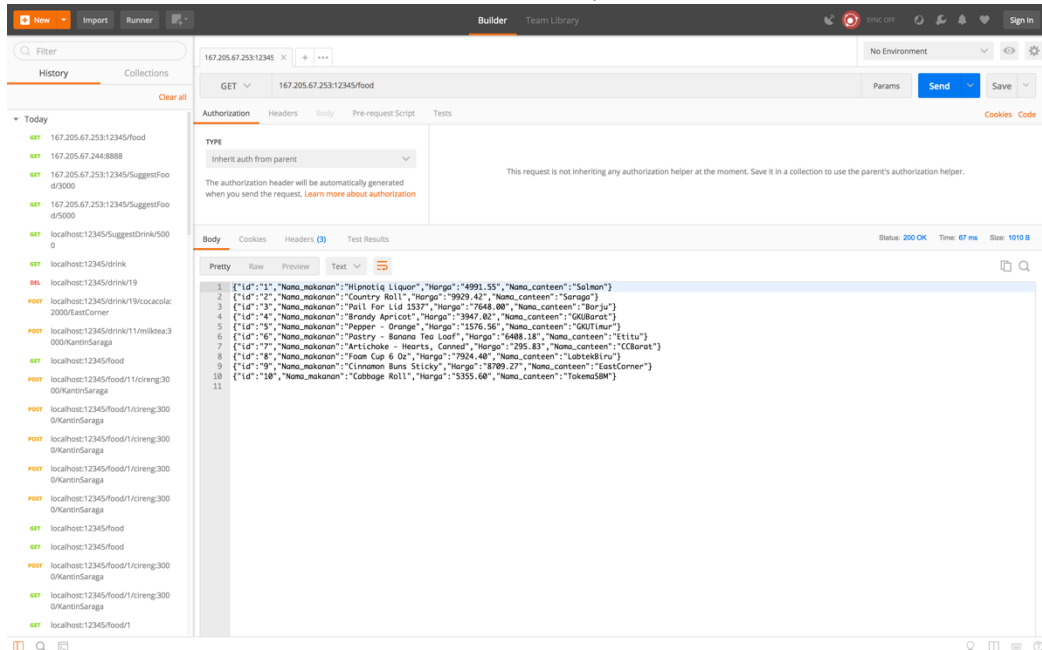 New Import Runner Builder Team Library SYNC OFF Sign In
Filter
History Collections
Clear all
Today
GET 167.205.67.253:12345/food
GET 167.205.67.244:8888
GET 167.205.67.253:12345/SuggestFoo
d/3000
GET 167.205.67.253:12345/SuggestFoo
d/5000
GET localhost:12345/SuggestDrink/500
0
GET localhost:12345/drink
DEL localhost:12345/drink/19
POST localhost:12345/drink/19/cocacola:
2000/EastCorner
POST localhost:12345/drink/11/milktea:3
000/KantinSaraga
GET localhost:12345/food
POST localhost:12345/food/11/cireng:30
00/KantinSaraga
POST localhost:12345/food/1/cireng:300
0/KantinSaraga
POST localhost:12345/food/1/cireng:300
0/KantinSaraga
POST localhost:12345/food/1/cireng:300
0/KantinSaraga
POST localhost:12345/food/1/cireng:300
0/KantinSaraga
GET localhost:12345/food
GET localhost:12345/food
POST localhost:12345/food/1/cireng:300
0/KantinSaraga
GET localhost:12345/food/1/cireng:300
0/KantinSaraga
GET localhost:12345/food/1
167.205.67.253:12345 No Environment
GET 167.205.67.253:12345/food Params Send Save
Authorization Headers Body Pre-request Script Tests Cookies Code
TYPE
Inherit auth from parent
The authorization header will be automatically generated
when you send the request. Learn more about authorization
This request is not inheriting any authorization helper at the moment. Save it in a collection to use the parent's authorization helper.
Body Cookies Headers (3) Test Results Status: 200 OK Time: 67 ms Size: 1010 B
Pretty Raw Preview Text
1 {"id":"1","Nama_makanan":"Hipnotiq Liquor","Harga":"4991.55","Nama_canteen":"Salman"}
2 {"id":"2","Nama_makanan":"Country Roll","Harga":"9929.42","Nama_canteen":"Saraga"}
3 {"id":"3","Nama_makanan":"Pail For Lid 1537","Harga":"7648.00","Nama_canteen":"Borju"}
4 {"id":"4","Nama_makanan":"Brandy Apricot","Harga":"3947.02","Nama_canteen":"GKUBarat"}
5 {"id":"5","Nama_makanan":"Pepper - Orange","Harga":"1576.56","Nama_canteen":"GKUTimur"}
6 {"id":"6","Nama_makanan":"Pastry - Banana Tea Loaf","Harga":"6408.18","Nama_canteen":"Etitu"}
7 {"id":"7","Nama_makanan":"Artichoke - Hearts, Canned","Harga":"295.83","Nama_canteen":"CCBarat"}
8 {"id":"8","Nama_makanan":"Foam Cup 6 Oz","Harga":"7924.40","Nama_canteen":"LabtekBiru"}
9 {"id":"9","Nama_makanan":"Cinnamon Buns Sticky","Harga":"8709.27","Nama_canteen":"EastCorner"}
10 {"id":"10","Nama_makanan":"Cabbage Roll","Harga":"5355.60","Nama_canteen":"TokemaSBM"}
11